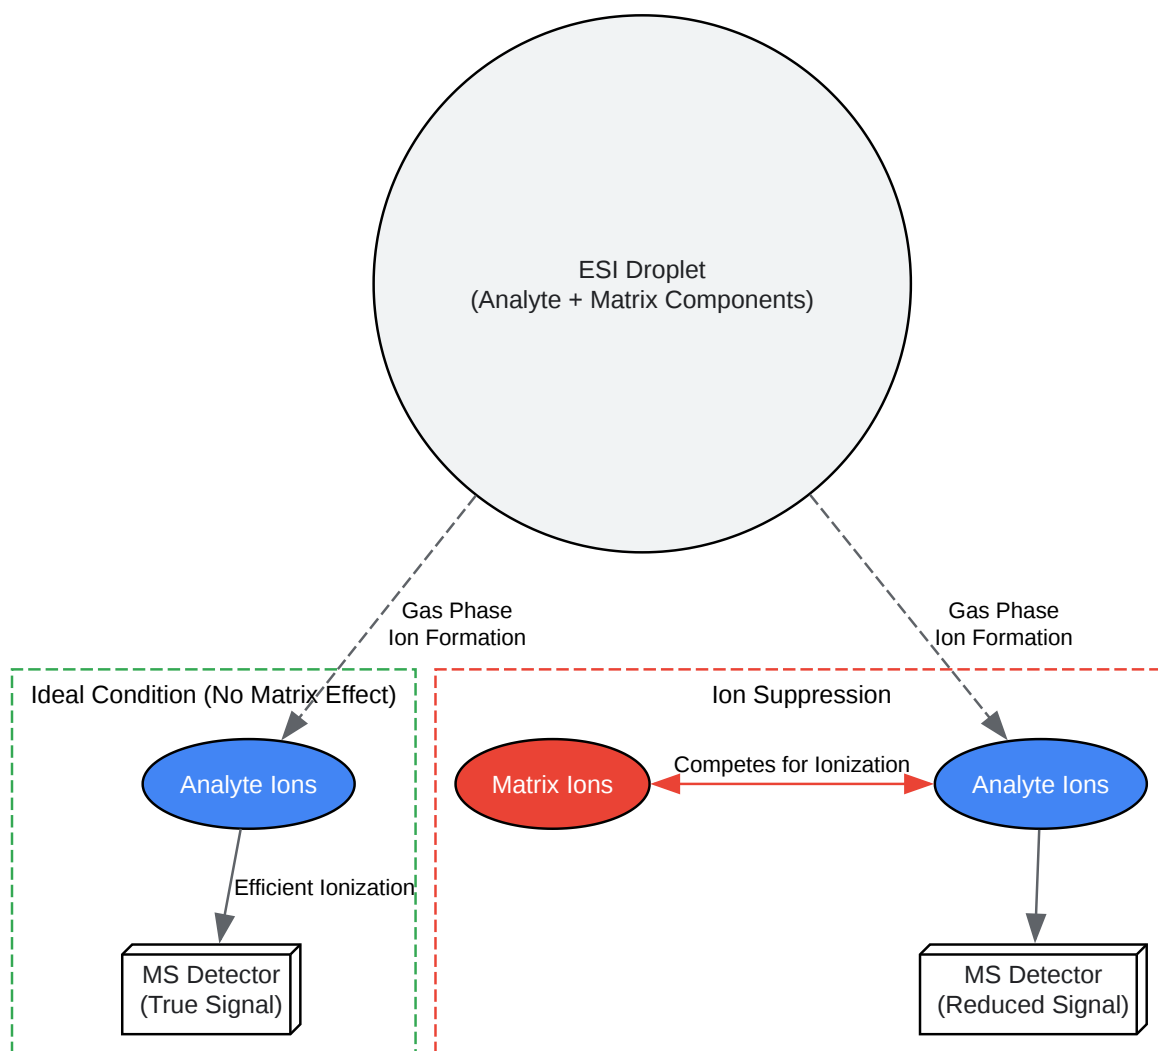 ESI Droplet
(Analyte + Matrix Components)
Gas Phase
Ion Formation
Gas Phase
Ion Formation
Ideal Condition (No Matrix Effect)
Ion Suppression
Analyte Ions
Matrix Ions
Competes for Ionization
Analyte Ions
Efficient Ionization
MS Detector
(True Signal)
MS Detector
(Reduced Signal)